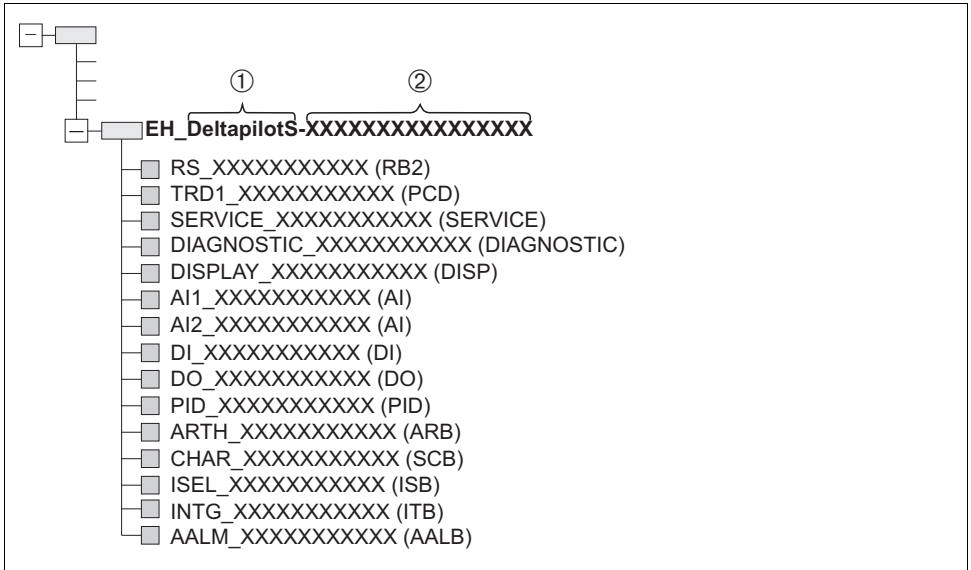 ① ②
EH_DeltapilotS-XXXXXXXXXXXXXXXX
RS_XXXXXXXXXXX (RB2)
TRD1_XXXXXXXXXXX (PCD)
SERVICE_XXXXXXXXXXX (SERVICE)
DIAGNOSTIC_XXXXXXXXXXX (DIAGNOSTIC)
DISPLAY_XXXXXXXXXXX (DISP)
AI1_XXXXXXXXXXX (AI)
AI2_XXXXXXXXXXX (AI)
DI_XXXXXXXXXXX (DI)
DO_XXXXXXXXXXX (DO)
PID_XXXXXXXXXXX (PID)
ARTH_XXXXXXXXXXX (ARB)
CHAR_XXXXXXXXXXX (SCB)
ISEL_XXXXXXXXXXX (ISB)
INTG_XXXXXXXXXXX (ITB)
AALM_XXXXXXXXXXX (AALB)